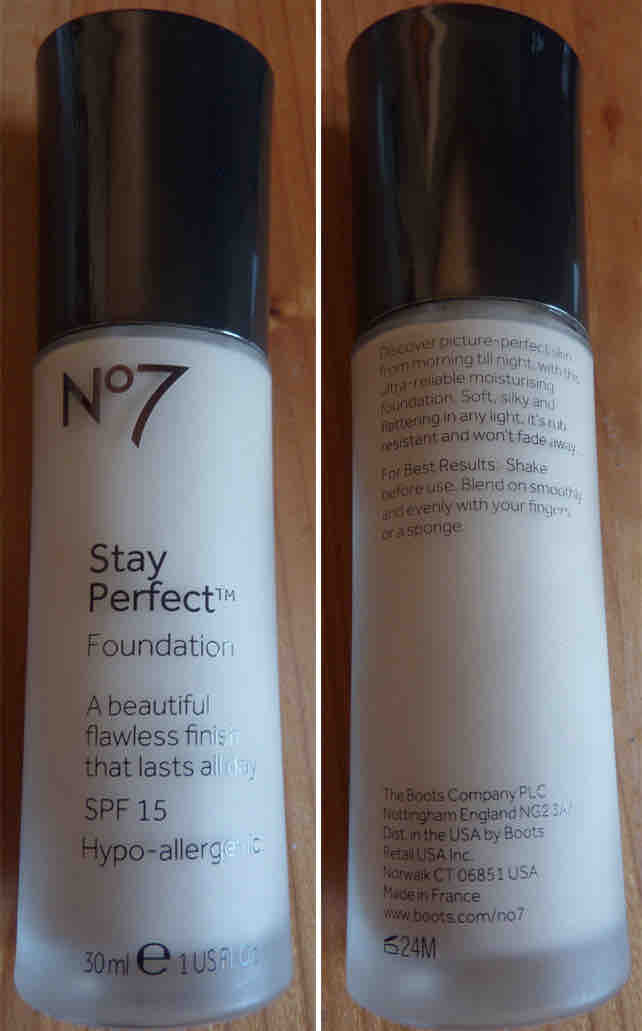 No7
Stay
Perfect™
Foundation
A beautiful
flawless finish
that lasts all day
SPF 15
Hypo-allergenic
30ml ℮ 1 US Fl Oz
Discover picture-perfect skin
from morning till night, with this
ultra-reliable moisturising
foundation. Soft, silky and
flattering in any light, it's rub
resistant and won't fade away...
For Best Results: Shake
before use. Blend on smoothly
and evenly with your fingers
or a sponge.
The Boots Company PLC
Nottingham England NG2 3AA
Dist. in the USA by Boots
Retail USA Inc.
Norwalk CT 06851 USA
Made in France
www.boots.com/no7
24M